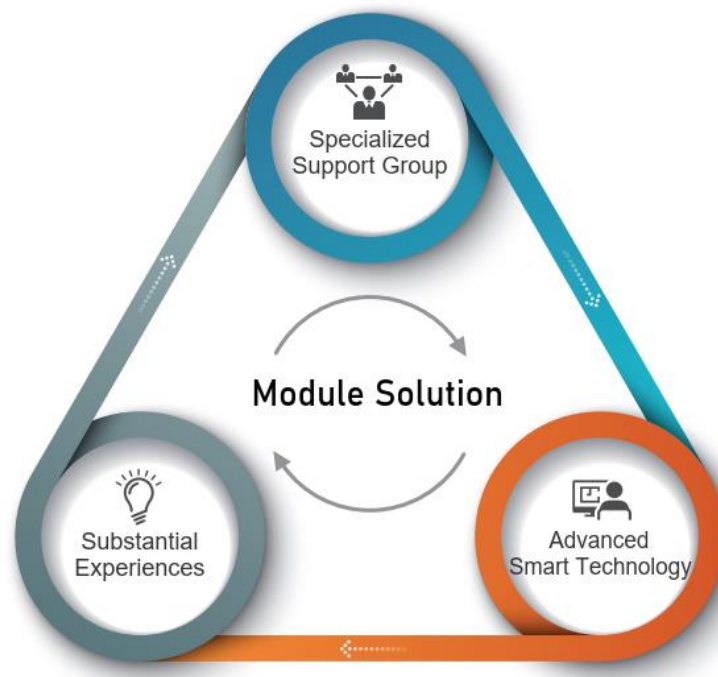 Specialized
Support Group
Module Solution
Substantial
Experiences
Advanced
Smart Technology